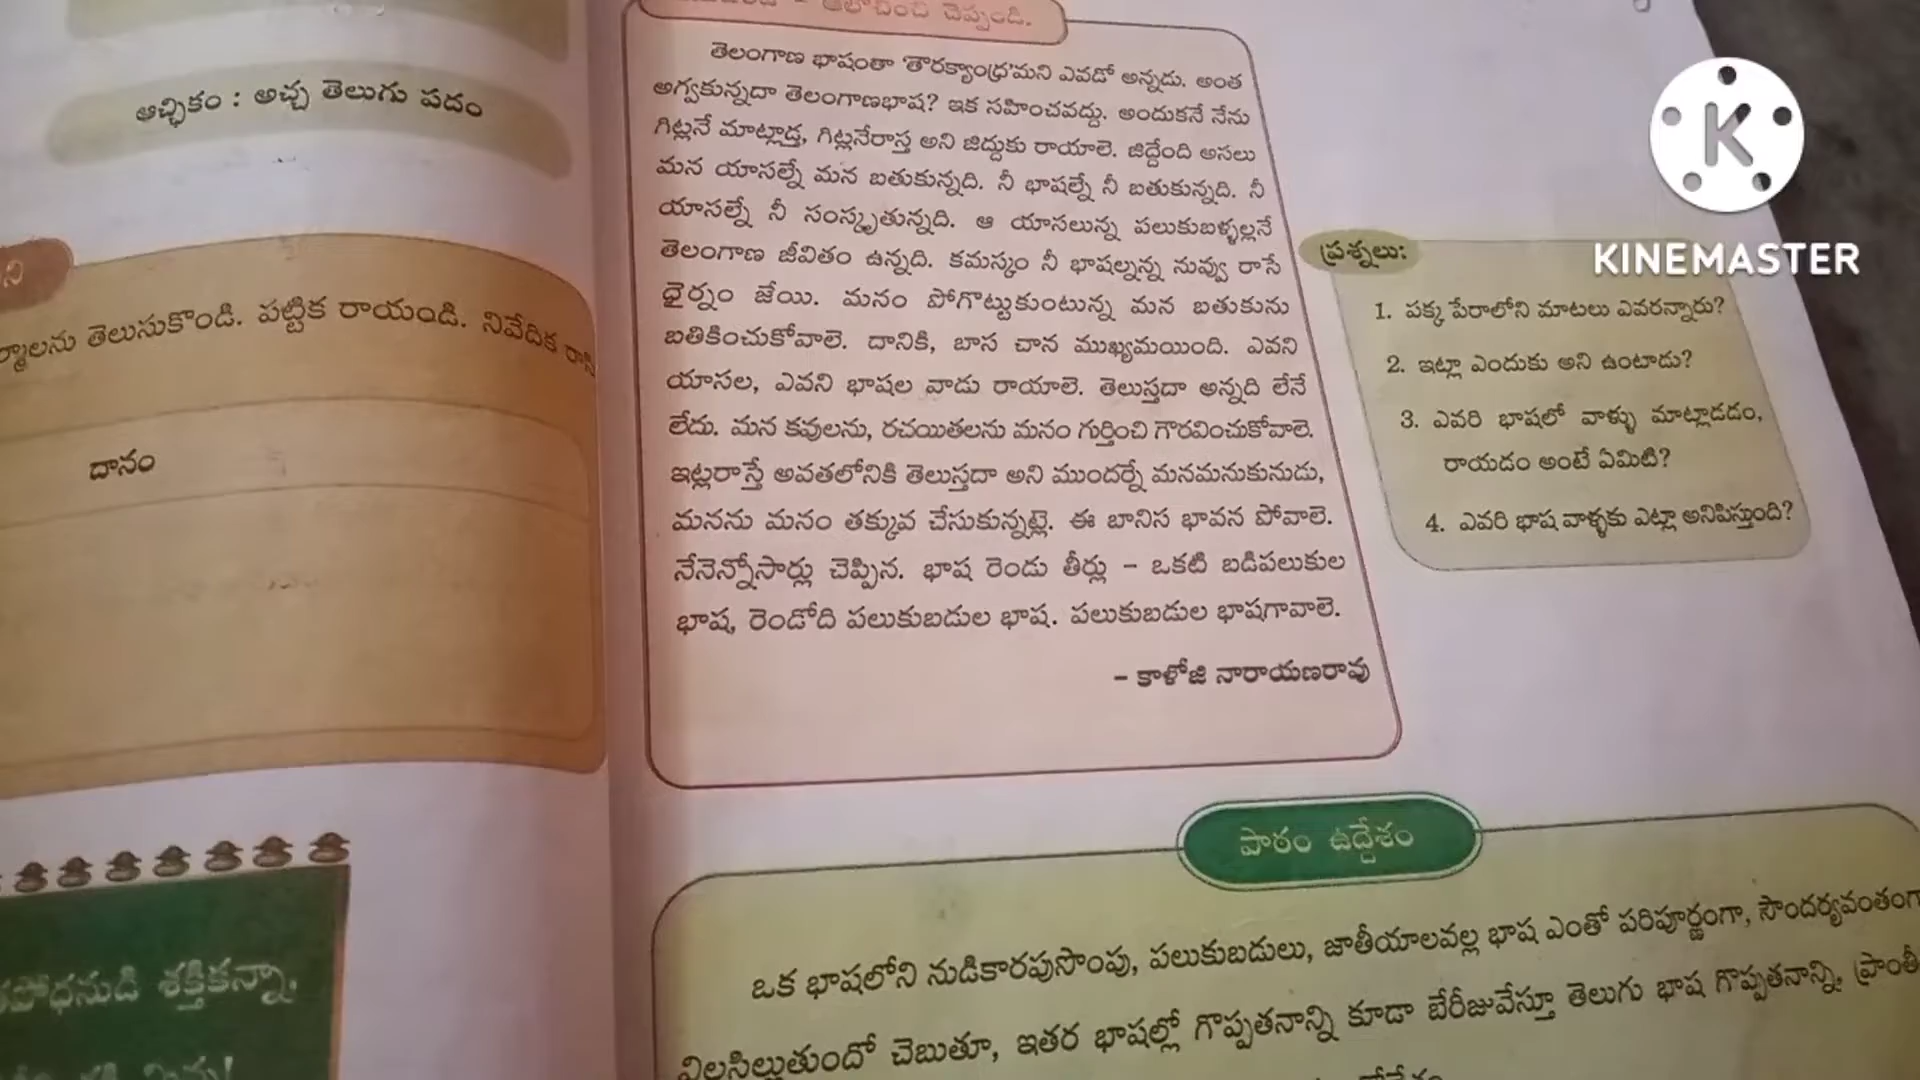 ఆచ్ఛికం : అచ్చ తెలుగు పదం
తెలుసుకొండి. పట్టిక రాయండి. నివేదిక
దానం
శక్తికన్నా,
చెప్పండి.
తెలంగాణ భాషంతా ‘తౌరక్యాంధ్ర’మని ఎవడో అన్నడు. అంత
అగ్వకున్నదా తెలంగాణభాష? ఇక సహించవద్దు. అందుకనే నేను
గిట్లనే మాట్లాడ్త, గిట్లనేరాస్త అని జిద్దుకు రాయాలె. జిద్దేంది అసలు
మన యాసల్నే మన బతుకున్నది. నీ భాషల్నే నీ బతుకున్నది. నీ
యాసల్నే నీ సంస్కృతున్నది. ఆ యాసలున్న పలుకుబళ్ళల్లనే
తెలంగాణ జీవితం ఉన్నది. కమస్కం నీ భాషల్నన్న నువ్వు రాసే
ధైర్నం జేయి. మనం పోగొట్టుకుంటున్న మన బతుకును
బతికించుకోవాలె. దానికి, బాస చాన ముఖ్యమయింది. ఎవని
యాసల, ఎవని భాషల వాడు రాయాలె. తెలుస్తదా అన్నది లేనే
లేదు. మన కవులను, రచయితలను మనం గుర్తించి గౌరవించుకోవాలె.
ఇట్లరాస్తే అవతలోనికి తెలుస్తదా అని ముందర్నే మనమనుకునుడు,
మనను మనం తక్కువ చేసుకున్నట్లె. ఈ బానిస భావన పోవాలె.
నేనెన్నోసార్లు చెప్పిన. భాష రెండు తీర్లు – ఒకటి బడిపలుకుల
భాష, రెండోది పలుకుబడుల భాష. పలుకుబడుల భాషగావాలె.
– కాళోజి నారాయణరావు
ప్రశ్నలు:
1. పక్క పేరాలోని మాటలు ఎవరన్నారు?
2. ఇట్లా ఎందుకు అని ఉంటాడు?
3. ఎవరి భాషలో వాళ్ళు మాట్లాడడం,
రాయడం అంటే ఏమిటి?
4. ఎవరి భాష వాళ్ళకు ఎట్లా అనిపిస్తుంది?
పాఠం ఉద్దేశం
ఒక భాషలోని నుడికారపుసొంపు, పలుకుబడులు, జాతీయాలవల్ల భాష ఎంతో పరిపూర్ణంగా, సౌందర్యవంతంగా
విలసిల్లుతుందో చెబుతూ, ఇతర భాషల్లో గొప్పతనాన్ని కూడా బేరీజువేస్తూ తెలుగు భాష గొప్పతనాన్ని,
KINEMASTER